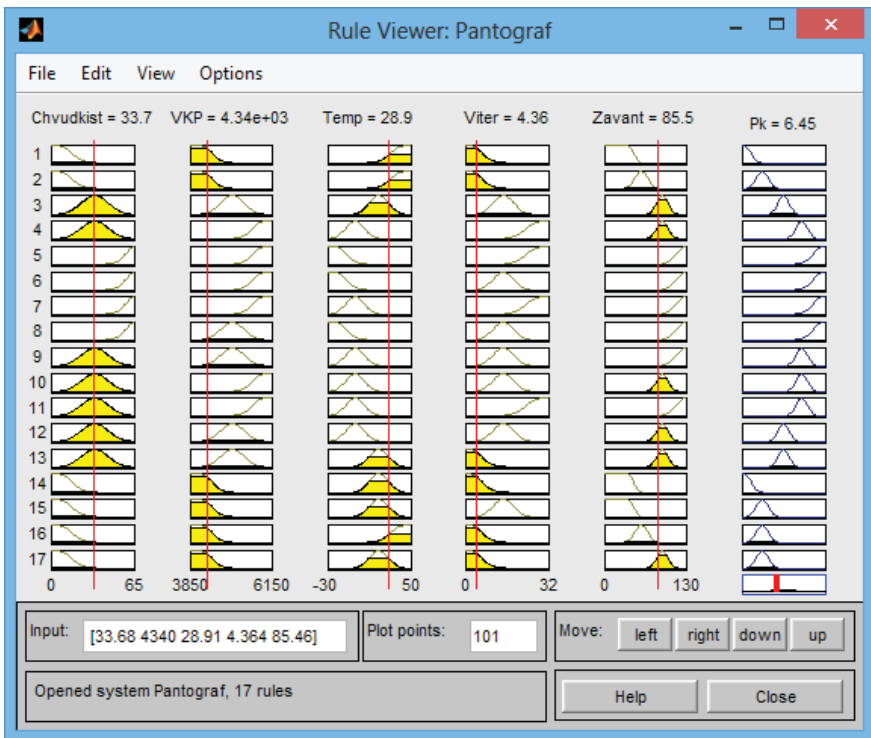 Rule Viewer: Pantograf
File Edit View Options
Chvudkist = 33.7 VKP = 4.34e+03 Temp = 28.9 Viter = 4.36 Zavant = 85.5 Pk = 6.45
1
2
3
4
5
6
7
8
9
10
11
12
13
14
15
16
17
0 65 3850 6150 -30 50 0 32 0 130
Input: [33.68 4340 28.91 4.364 85.46] Plot points: 101 Move: left right down up
Opened system Pantograf, 17 rules Help Close